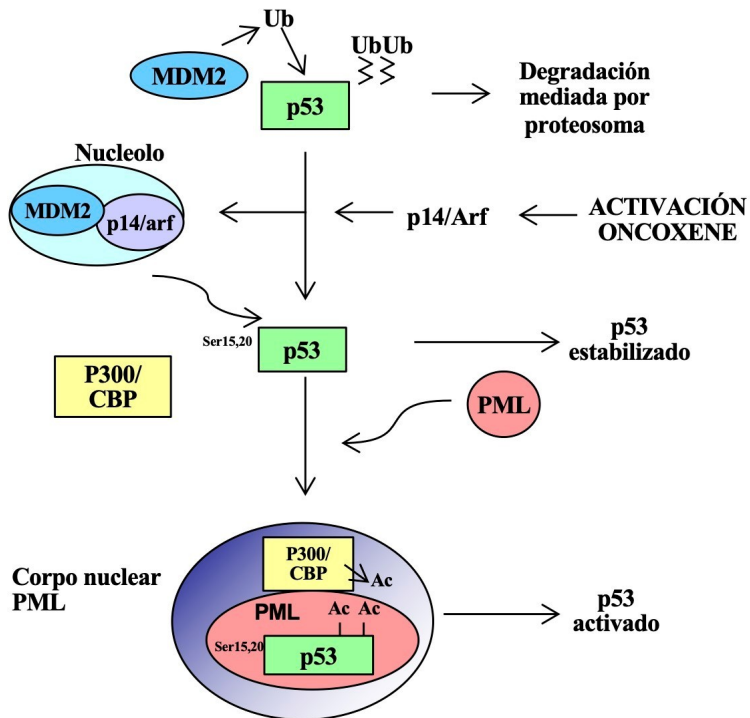 Ub
MDM2
UbUb
p53
Degradación
mediada por
proteosoma
Nucleolo
MDM2
p14/arf
p14/Arf
ACTIVACIÓN
ONCOXENE
Ser15,20
p53
p53
estabilizado
P300/
CBP
PML
Corpo nuclear
PML
P300/
CBP
Ac
PML
Ac Ac
Ser15,20
p53
p53
activado